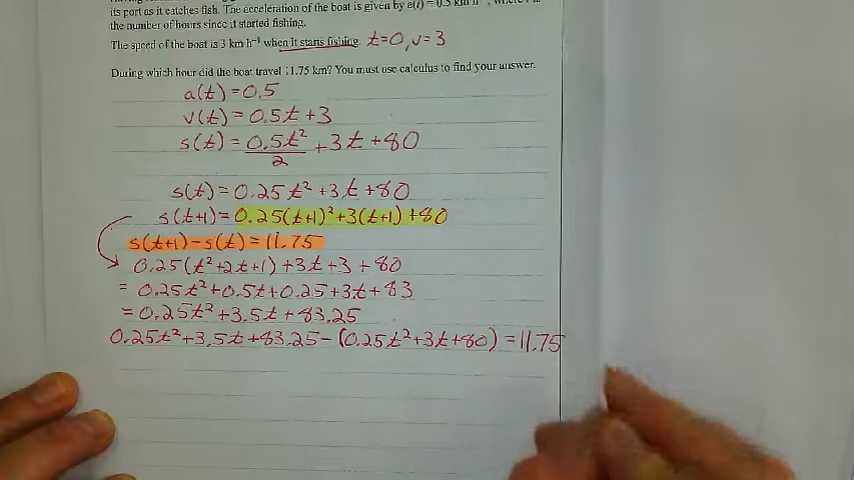 its port as it catches fish. The acceleration of the boat is given by a(t) = 0.5 km h⁻², where t is
the number of hours since it started fishing.
The speed of the boat is 3 km h⁻¹ when it starts fishing. t=0, v=3
During which hour did the boat travel 11.75 km? You must use calculus to find your answer.
a(t)=0.5
v(t)=0.5t+3
s(t)=0.5t²/2+3t+80
s(t)=0.25t²+3t+80
s(t+1)=0.25(t+1)²+3(t+1)+80
s(t+1)-s(t)=11.75
0.25(t²+2t+1)+3t+3+80
=0.25t²+0.5t+0.25+3t+83
=0.25t²+3.5t+83.25
0.25t²+3.5t+83.25-(0.25t²+3t+80)=11.75